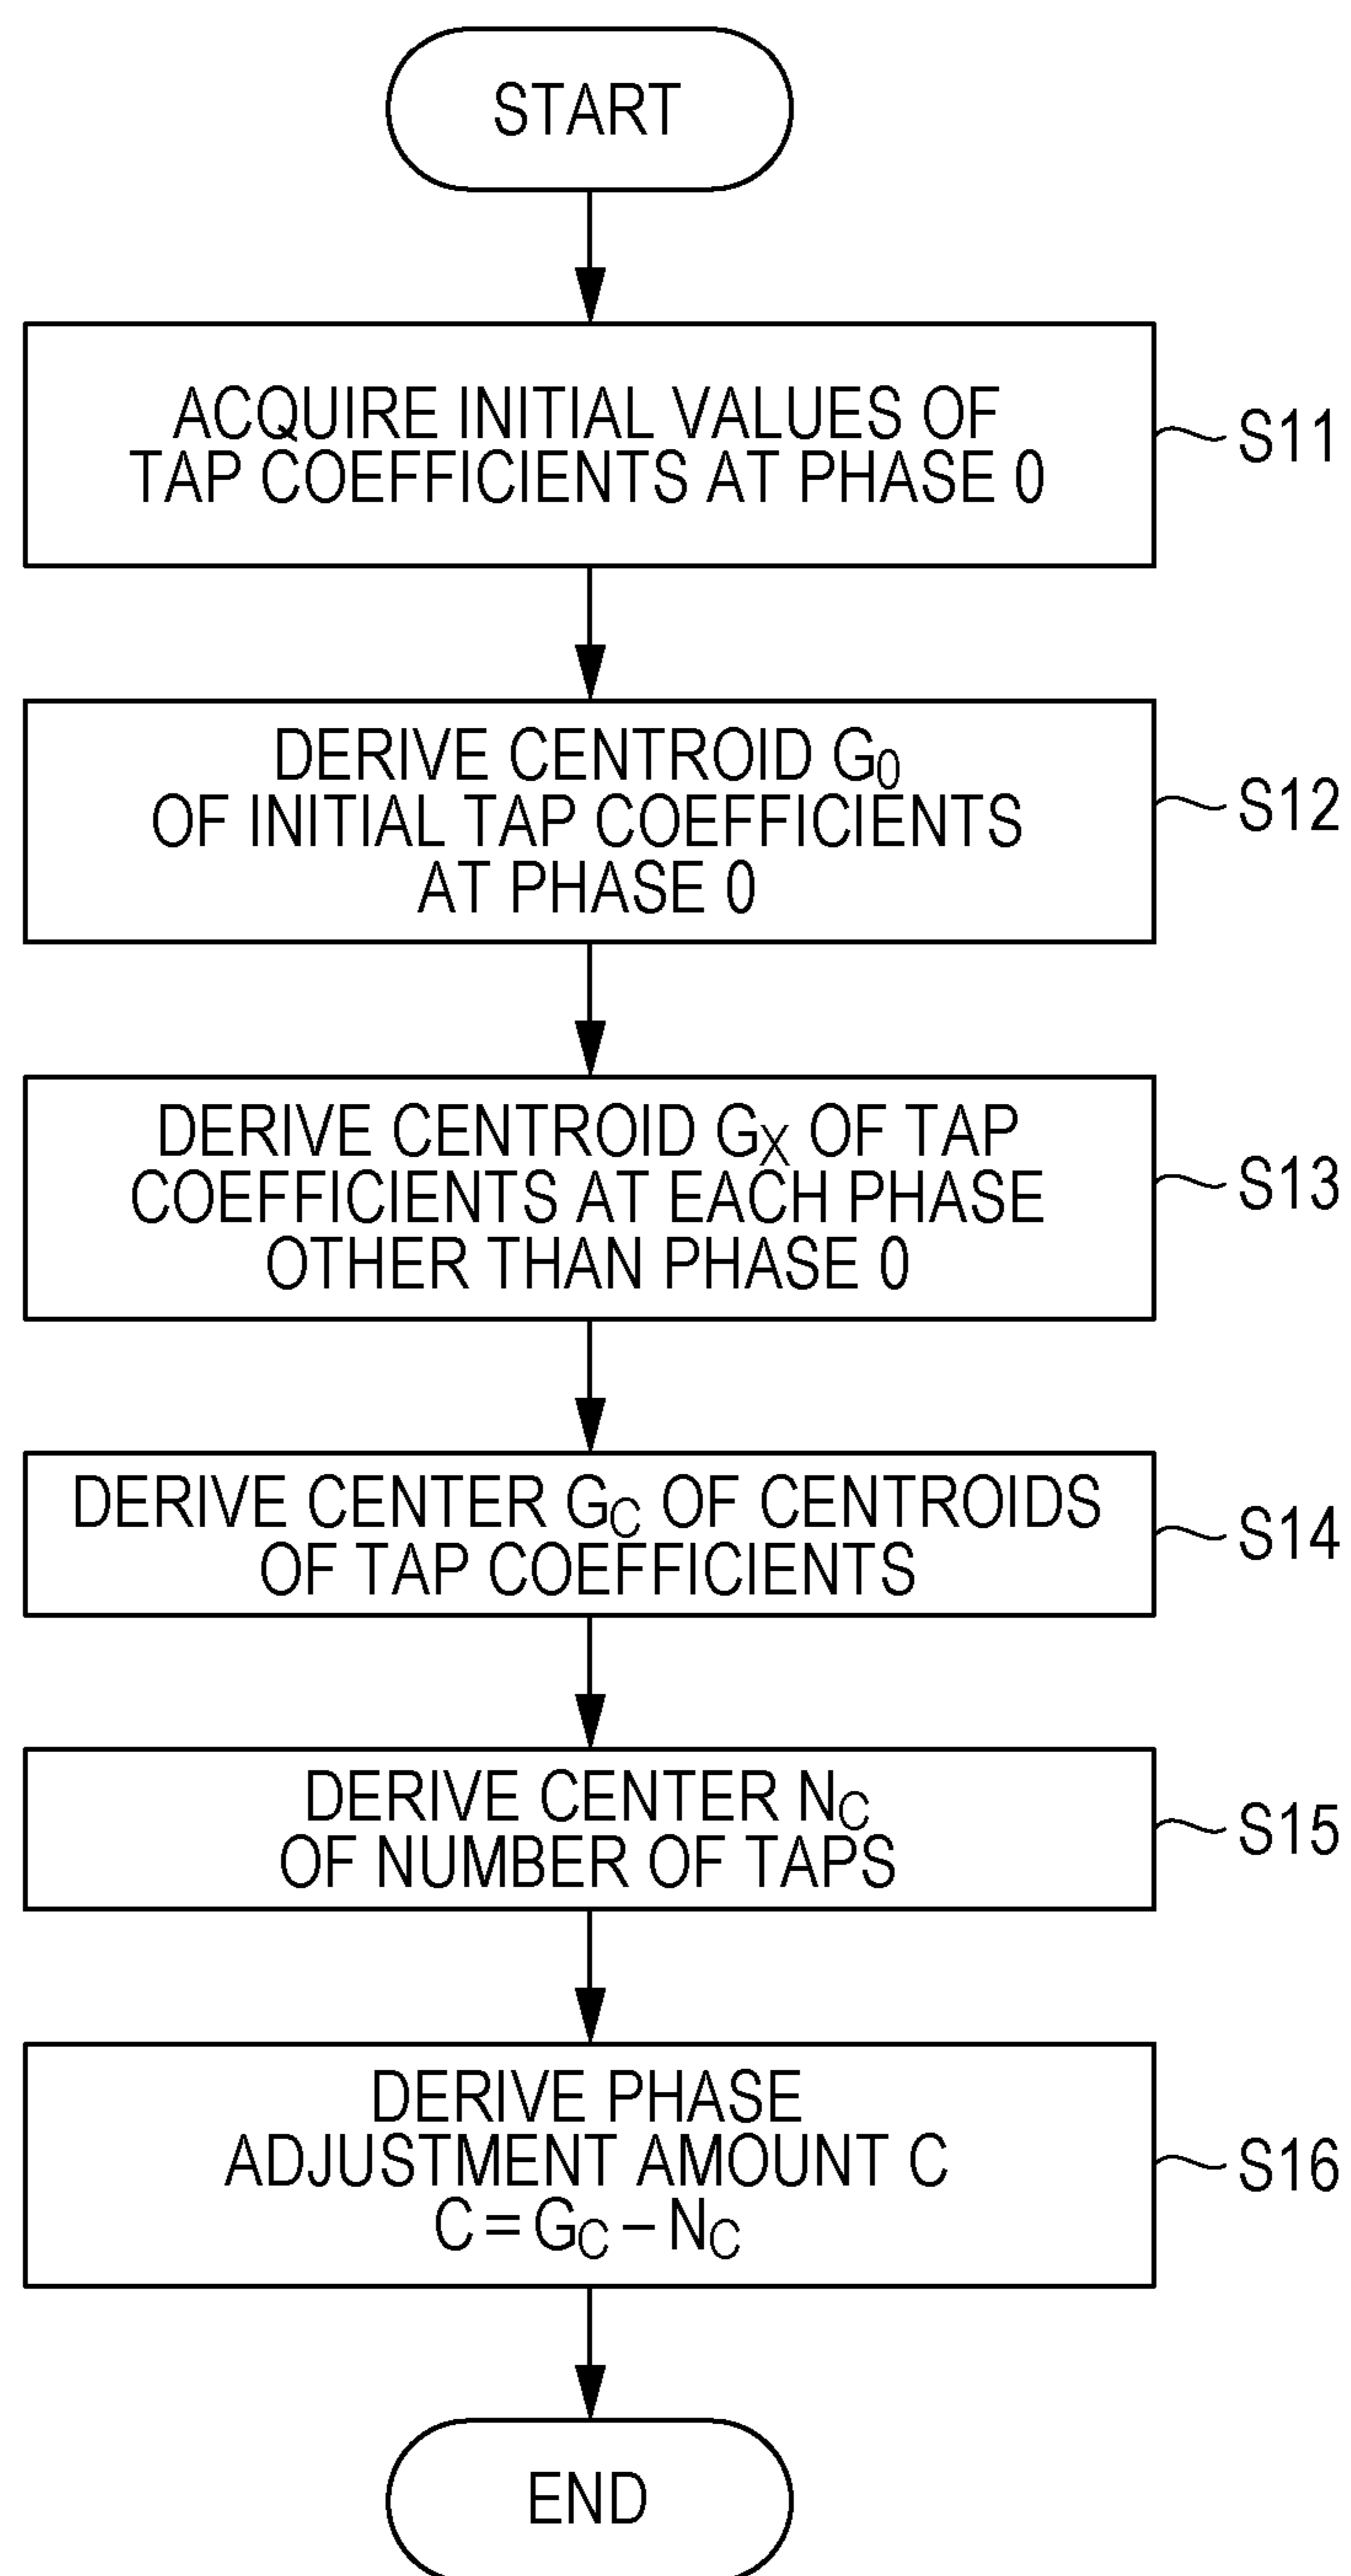 START
ACQUIRE INITIAL VALUES OF
TAP COEFFICIENTS AT PHASE 0
S11
DERIVE CENTROID G0
OF INITIAL TAP COEFFICIENTS
AT PHASE 0
S12
DERIVE CENTROID GX OF TAP
COEFFICIENTS AT EACH PHASE
OTHER THAN PHASE 0
S13
DERIVE CENTER GC OF CENTROIDS
OF TAP COEFFICIENTS
S14
DERIVE CENTER NC
OF NUMBER OF TAPS
S15
DERIVE PHASE
ADJUSTMENT AMOUNT C
C = GC – NC
S16
END